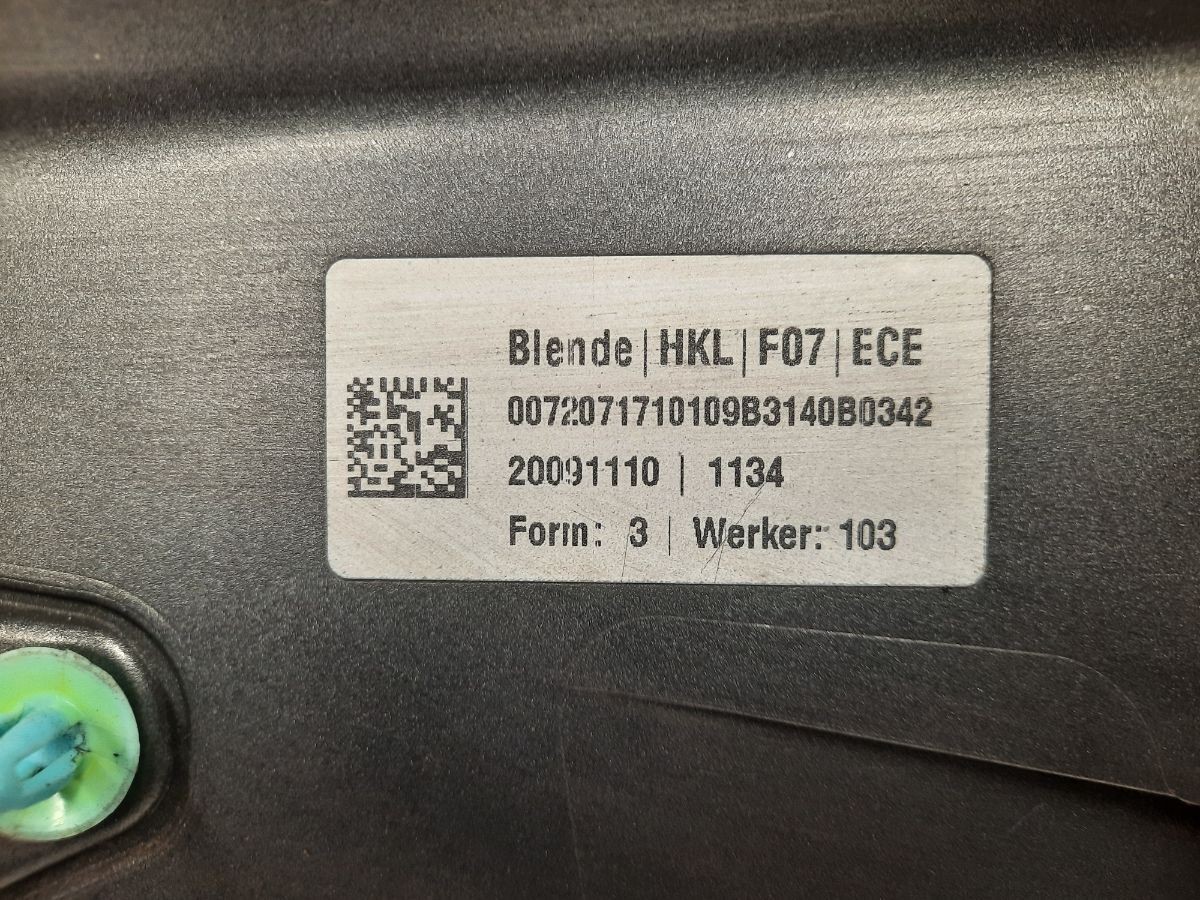 Blende|HKL|F07|ECE
0072071710109B3140B0342
20091110 | 1134
Form: 3 | Werker: 103